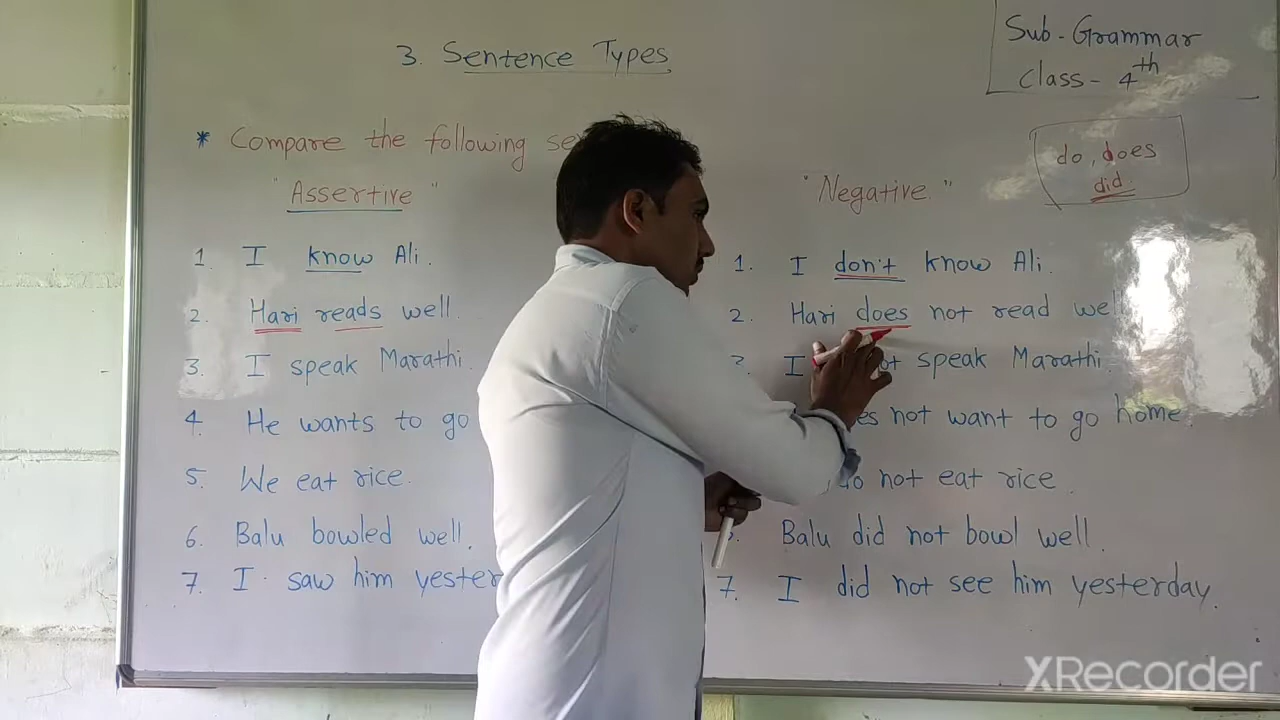 3. Sentence Types
Sub - Grammar
Class - 4th
* Compare the following
do, does
did.
"Assertive"
"Negative."
1. I know Ali.
2. Hari reads well.
3. I speak Marathi.
4. He wants to go
5. We eat rice.
6. Balu bowled well.
7. I saw him
1. I don't know Ali.
2. Hari does not read
3. I speak Marathi.
not want to go home.
do not eat rice.
Balu did not bowl well.
7. I did not see him yesterday.
XRecorder